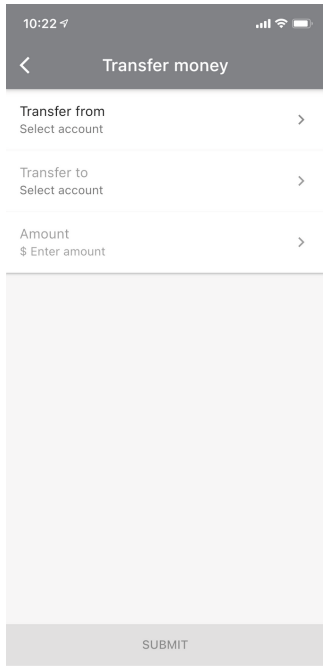 10:22
Transfer money
Transfer from
Select account
Transfer to
Select account
Amount
$ Enter amount
SUBMIT